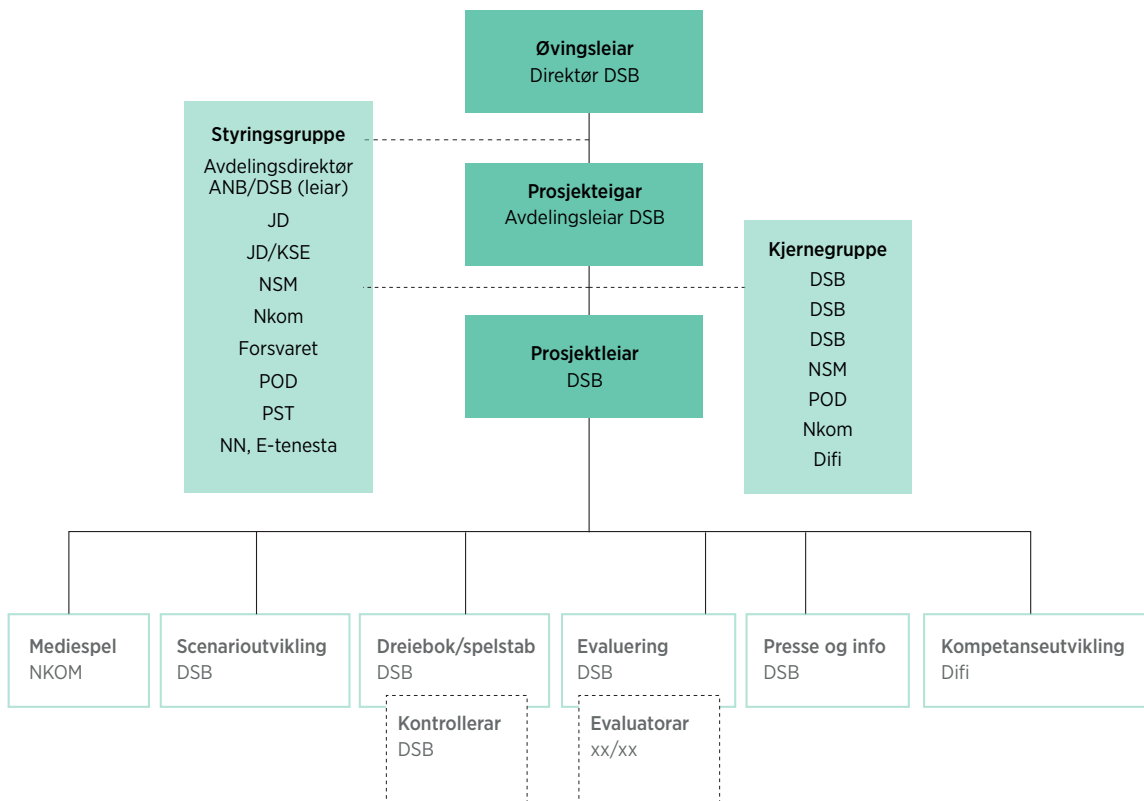 Øvingsleiar
Direktør DSB
Styringsgruppe
Avdelingsdirektør
ANB/DSB (leiar)
JD
JD/KSE
NSM
Nkom
Forsvaret
POD
PST
NN, E-tenesta
Prosjekteigar
Avdelingsleiar DSB
Kjernegruppe
DSB
DSB
DSB
NSM
POD
Nkom
Difi
Prosjektleiar
DSB
Mediespel
NKOM
Scenarioutvikling
DSB
Dreiebok/spelstab
DSB
Kontrollerar
DSB
Evaluering
DSB
Evaluatorar
xx/xx
Presse og info
DSB
Kompetanseutvikling
Difi